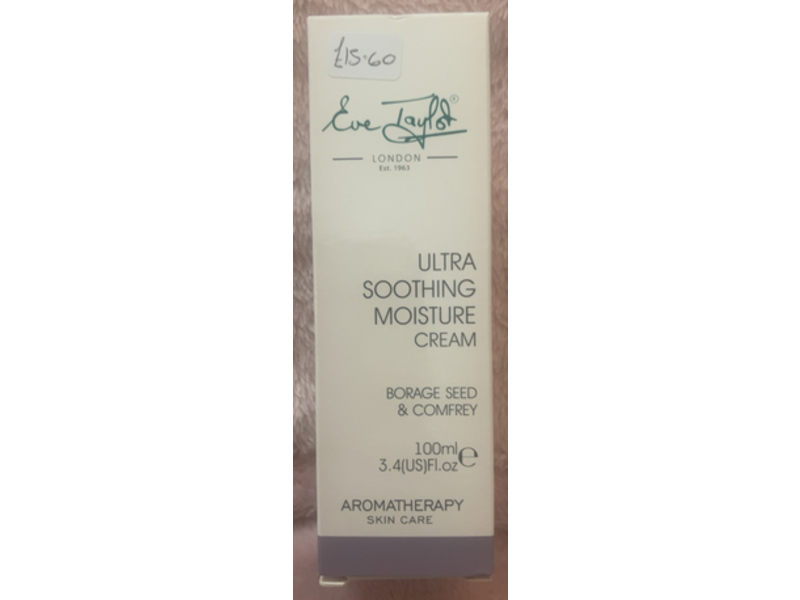 £15.60
Eve Taylor®
LONDON
Est. 1963
ULTRA
SOOTHING
MOISTURE
CREAM
BORAGE SEED
& COMFREY
100ml e
3.4(US)Fl.oz
AROMATHERAPY
SKIN CARE